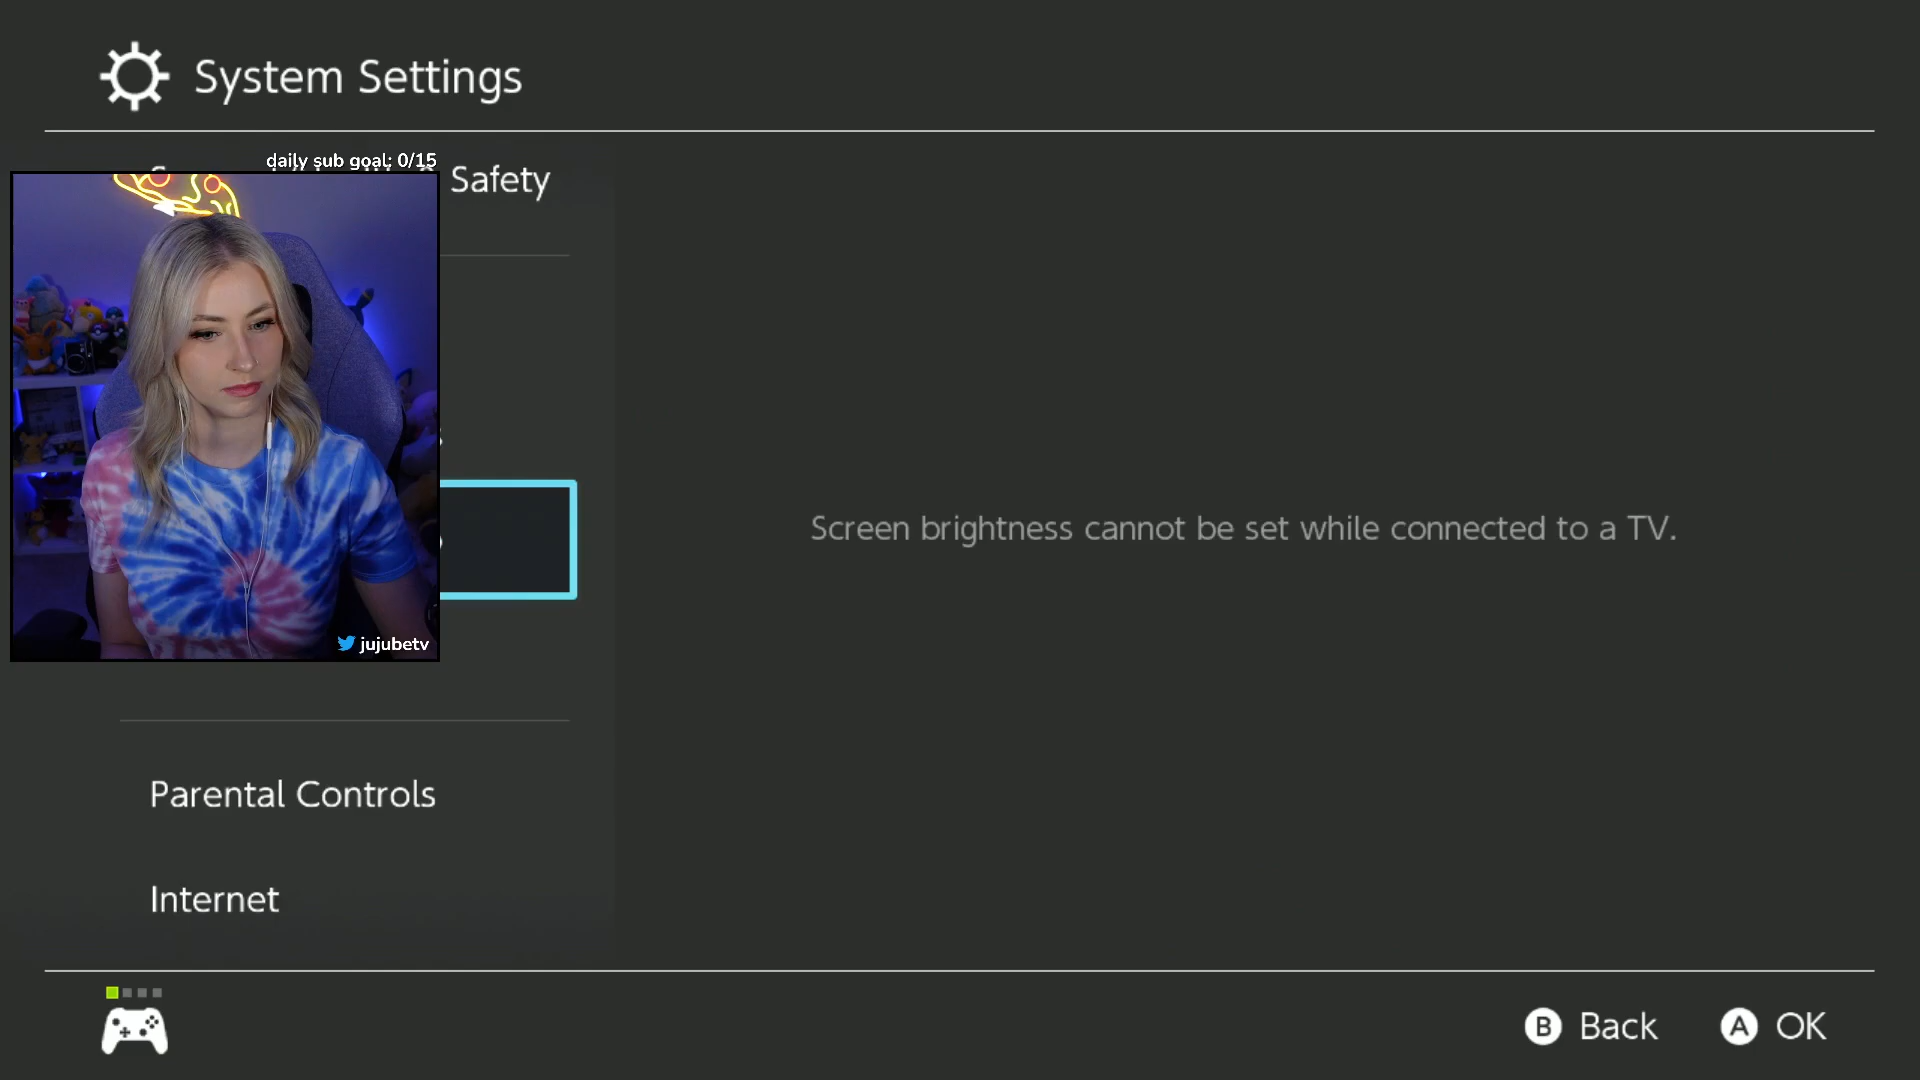 System Settings
daily sub goal: 0/15
Safety
jujubetv
Screen brightness cannot be set while connected to a TV.
Parental Controls
Internet
B Back
A OK